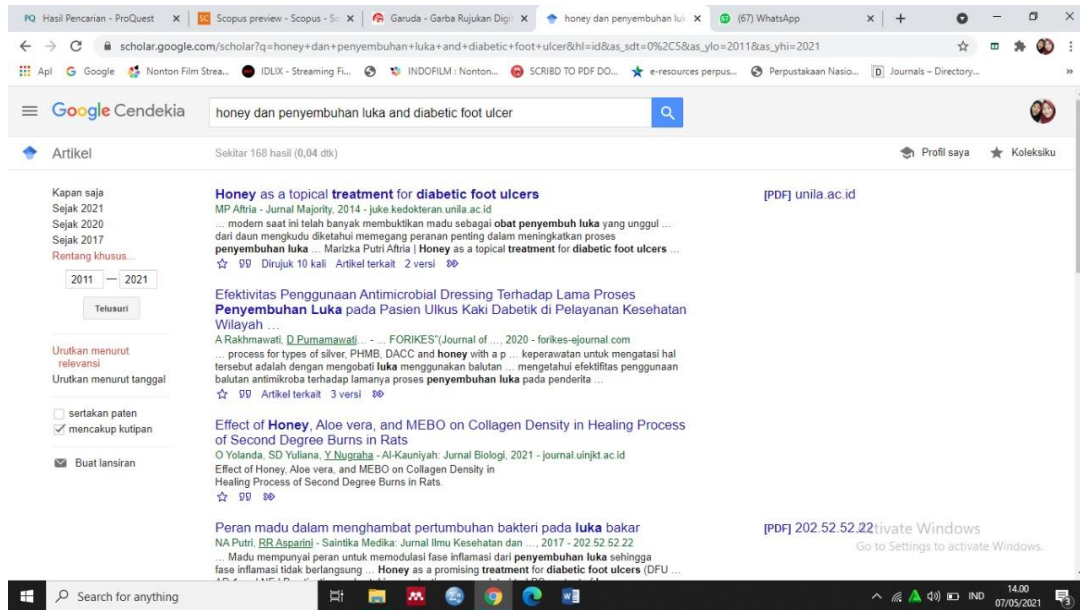 PQ Hasil Pencarian - ProQuest
SC Scopus preview - Scopus - Sc
Garuda - Garba Rujukan Digi
honey dan penyembuhan luk
(67) WhatsApp
scholar.google.com/scholar?q=honey+dan+penyembuhan+luka+and+diabetic+foot+ulcer&hl=id&as_sdt=0%2C5&as_ylo=2011&as_yhi=2021
Apl
Google
Nonton Film Strea...
IDLIX - Streaming Fi...
INDOFILM : Nonton...
SCRIBD TO PDF DO...
e-resources perpus...
Perpustakaan Nasio...
Journals – Directory...
Google Cendekia
honey dan penyembuhan luka and diabetic foot ulcer
Artikel
Sekitar 168 hasil (0,04 dtk)
Profil saya
Koleksiku
Kapan saja
Sejak 2021
Sejak 2020
Sejak 2017
Rentang khusus...
2011 — 2021
Telusuri
Urutkan menurut
relevansi
Urutkan menurut tanggal
sertakan paten
mencakup kutipan
Buat lansiran
Honey as a topical treatment for diabetic foot ulcers
[PDF] unila.ac.id
MP Aftria - Jurnal Majority, 2014 - juke.kedokteran.unila.ac.id
... modern saat ini telah banyak membuktikan madu sebagai obat penyembuh luka yang unggul ...
dari daun mengkudu diketahui memegang peranan penting dalam meningkatkan proses
penyembuhan luka ... Marizka Putri Aftria | Honey as a topical treatment for diabetic foot ulcers ...
Dirujuk 10 kali Artikel terkait 2 versi
Efektivitas Penggunaan Antimicrobial Dressing Terhadap Lama Proses
Penyembuhan Luka pada Pasien Ulkus Kaki Dabetik di Pelayanan Kesehatan
Wilayah ...
A Rakhmawati, D Purnamawati... - ... FORIKES"(Journal of ..., 2020 - forikes-ejournal.com
... process for types of silver, PHMB, DACC and honey with a p ... keperawatan untuk mengatasi hal
tersebut adalah dengan mengobati luka menggunakan balutan ... mengetahui efektifitas penggunaan
balutan antimikroba terhadap lamanya proses penyembuhan luka pada penderita ...
Artikel terkait 3 versi
Effect of Honey, Aloe vera, and MEBO on Collagen Density in Healing Process
of Second Degree Burns in Rats
O Yolanda, SD Yuliana, Y Nugraha - Al-Kauniyah: Jurnal Biologi, 2021 - journal.uinjkt.ac.id
Effect of Honey, Aloe vera, and MEBO on Collagen Density in
Healing Process of Second Degree Burns in Rats.
Peran madu dalam menghambat pertumbuhan bakteri pada luka bakar
[PDF] 202.52.52.22
NA Putri, RR Asparini - Saintika Medika: Jurnal Ilmu Kesehatan dan ..., 2017 - 202.52.52.22
... Madu mempunyai peran untuk memodulasi fase inflamasi dari penyembuhan luka sehingga
fase inflamasi tidak berlangsung ... Honey as a promising treatment for diabetic foot ulcers (DFU ...
Activate Windows
Go to Settings to activate Windows.
Search for anything
IND
14.00
07/05/2021
3